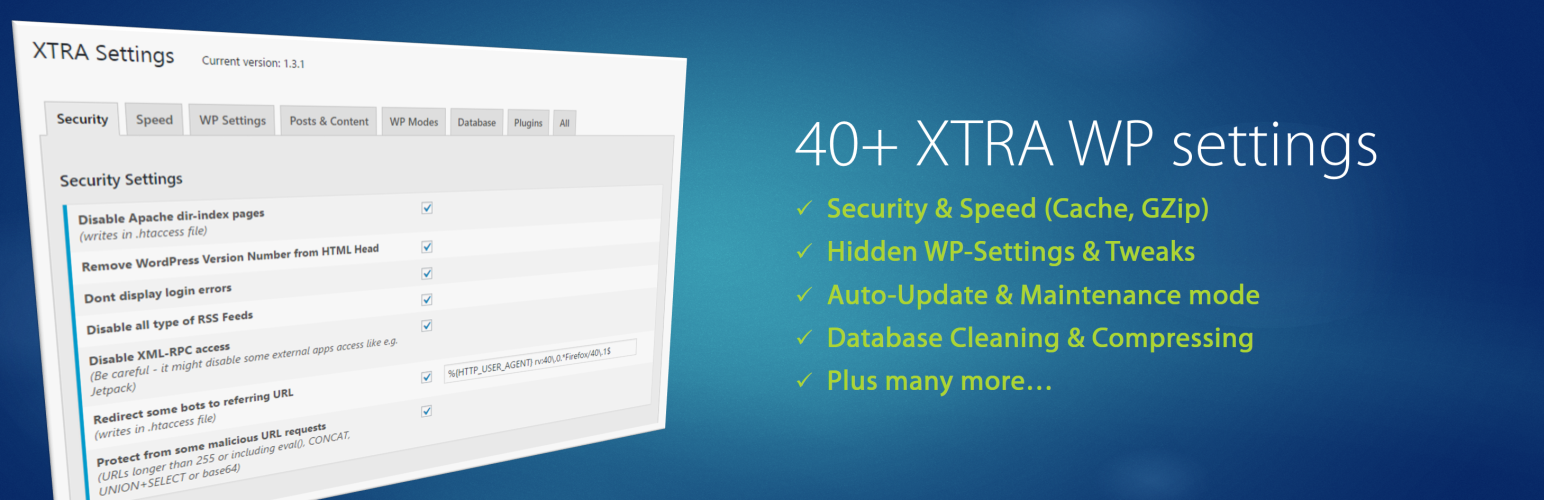 XTRA Settings
Current version: 1.3.1
Security
Speed
WP Settings
Posts & Content
WP Modes
Database
Plugins
All
Security Settings
Disable Apache dir-index pages
(writes in .htaccess file)
Remove WordPress Version Number from HTML Head
Dont display login errors
Disable all type of RSS Feeds
Disable XML-RPC access
(Be careful - it might disable some external apps access like e.g.
Jetpack)
Redirect some bots to referring URL
(writes in .htaccess file)
%{HTTP_USER_AGENT} rv:40\.0.*Firefox/40\.1$
Protect from some malicious URL requests
(URLs longer than 255 or including eval(), CONCAT,
UNION+SELECT or base64)
40+ XTRA WP settings
✓ Security & Speed (Cache, GZip)
✓ Hidden WP-Settings & Tweaks
✓ Auto-Update & Maintenance mode
✓ Database Cleaning & Compressing
✓ Plus many more...